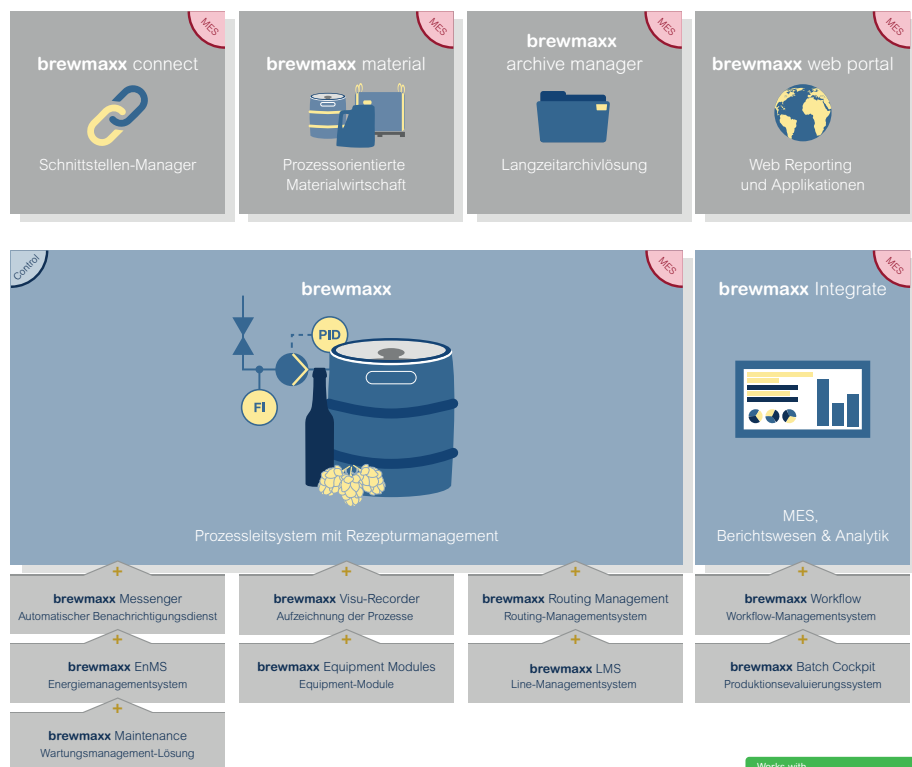 MES
brewmaxx connect
Schnittstellen-Manager
MES
brewmaxx material
Prozessorientierte
Materialwirtschaft
MES
brewmaxx
archive manager
Langzeitarchivlösung
MES
brewmaxx web portal
Web Reporting
und Applikationen
Control
MES
brewmaxx
PID
FI
Prozessleitsystem mit Rezepturmanagement
MES
brewmaxx Integrate
MES,
Berichtswesen & Analytik
+
brewmaxx Messenger
Automatischer Benachrichtigungsdienst
+
brewmaxx Visu-Recorder
Aufzeichnung der Prozesse
+
brewmaxx Routing Management
Routing-Managementsystem
+
brewmaxx Workflow
Workflow-Managementsystem
+
brewmaxx EnMS
Energiemanagementsystem
+
brewmaxx Equipment Modules
Equipment-Module
+
brewmaxx LMS
Line-Managementsystem
+
brewmaxx Batch Cockpit
Produktionsevaluierungssystem
+
brewmaxx Maintenance
Wartungsmanagement-Lösung
Works with